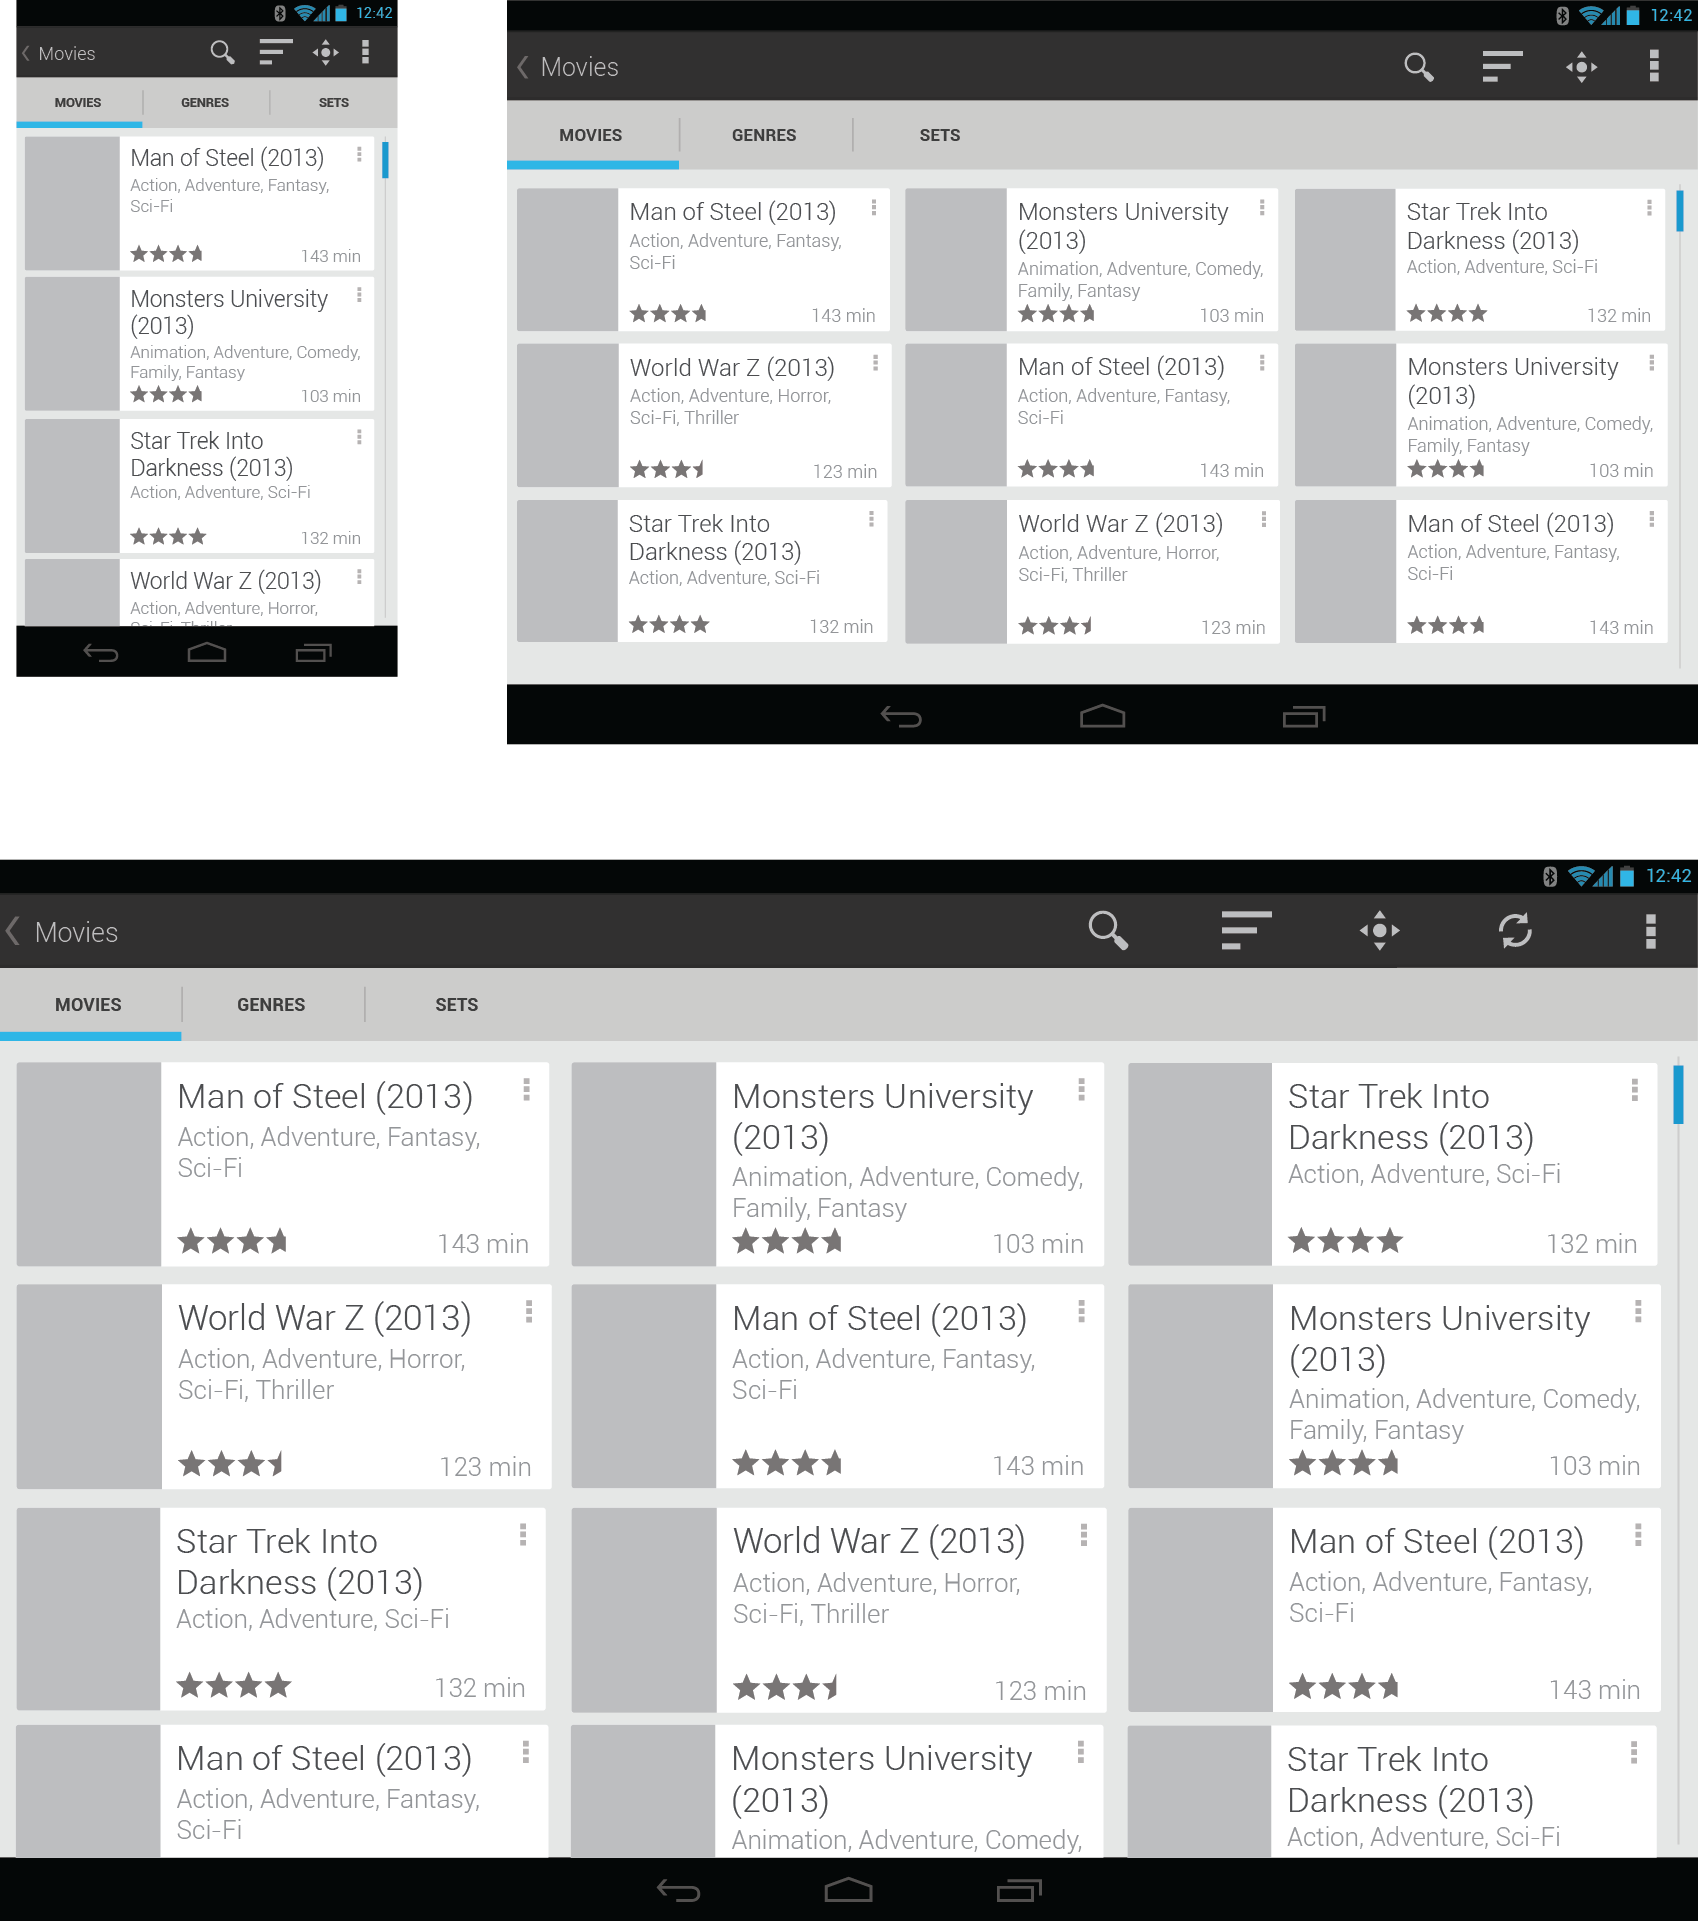 12:42
Movies
MOVIES GENRES SETS
Man of Steel (2013)
Action, Adventure, Fantasy,
Sci-Fi
143 min
Monsters University
(2013)
Animation, Adventure, Comedy,
Family, Fantasy
103 min
Star Trek Into
Darkness (2013)
Action, Adventure, Sci-Fi
132 min
World War Z (2013)
Action, Adventure, Horror,
Sci-Fi, Thriller
12:42
Movies
MOVIES GENRES SETS
Man of Steel (2013)
Action, Adventure, Fantasy,
Sci-Fi
143 min
Monsters University
(2013)
Animation, Adventure, Comedy,
Family, Fantasy
103 min
Star Trek Into
Darkness (2013)
Action, Adventure, Sci-Fi
132 min
World War Z (2013)
Action, Adventure, Horror,
Sci-Fi, Thriller
123 min
Man of Steel (2013)
Action, Adventure, Fantasy,
Sci-Fi
143 min
Monsters University
(2013)
Animation, Adventure, Comedy,
Family, Fantasy
103 min
Star Trek Into
Darkness (2013)
Action, Adventure, Sci-Fi
132 min
World War Z (2013)
Action, Adventure, Horror,
Sci-Fi, Thriller
123 min
Man of Steel (2013)
Action, Adventure, Fantasy,
Sci-Fi
143 min
12:42
Movies
MOVIES GENRES SETS
Man of Steel (2013)
Action, Adventure, Fantasy,
Sci-Fi
143 min
Monsters University
(2013)
Animation, Adventure, Comedy,
Family, Fantasy
103 min
Star Trek Into
Darkness (2013)
Action, Adventure, Sci-Fi
132 min
World War Z (2013)
Action, Adventure, Horror,
Sci-Fi, Thriller
123 min
Man of Steel (2013)
Action, Adventure, Fantasy,
Sci-Fi
143 min
Monsters University
(2013)
Animation, Adventure, Comedy,
Family, Fantasy
103 min
Star Trek Into
Darkness (2013)
Action, Adventure, Sci-Fi
132 min
World War Z (2013)
Action, Adventure, Horror,
Sci-Fi, Thriller
123 min
Man of Steel (2013)
Action, Adventure, Fantasy,
Sci-Fi
143 min
Man of Steel (2013)
Action, Adventure, Fantasy,
Sci-Fi
Monsters University
(2013)
Animation, Adventure, Comedy,
Star Trek Into
Darkness (2013)
Action, Adventure, Sci-Fi